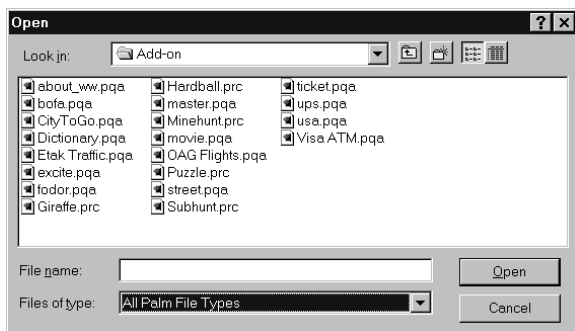 Open
Look in: Add-on
about_ww.pqa
bofa.pqa
CityToGo.pqa
Dictionary.pqa
Etak Traffic.pqa
excite.pqa
fodor.pqa
Giraffe.prc
Hardball.prc
master.pqa
Minehunt.prc
movie.pqa
OAG Flights.pqa
Puzzle.prc
street.pqa
Subhunt.prc
ticket.pqa
ups.pqa
usa.pqa
Visa ATM.pqa
File name:
Open
Files of type: All Palm File Types
Cancel